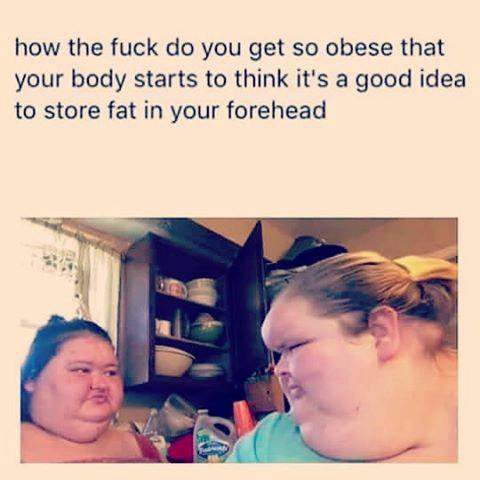 how the fuck do you get so obese that
your body starts to think it's a good idea
to store fat in your forehead